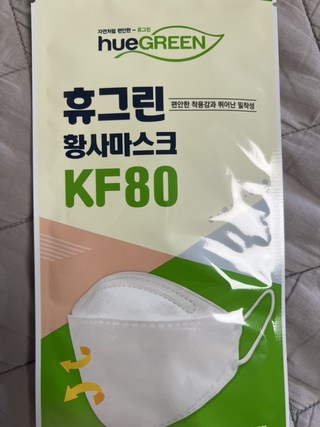 자연처럼 편안한 – 휴그린
hueGREEN
휴그린
편안한 착용감과 뛰어난 밀착성
황사마스크
KF80